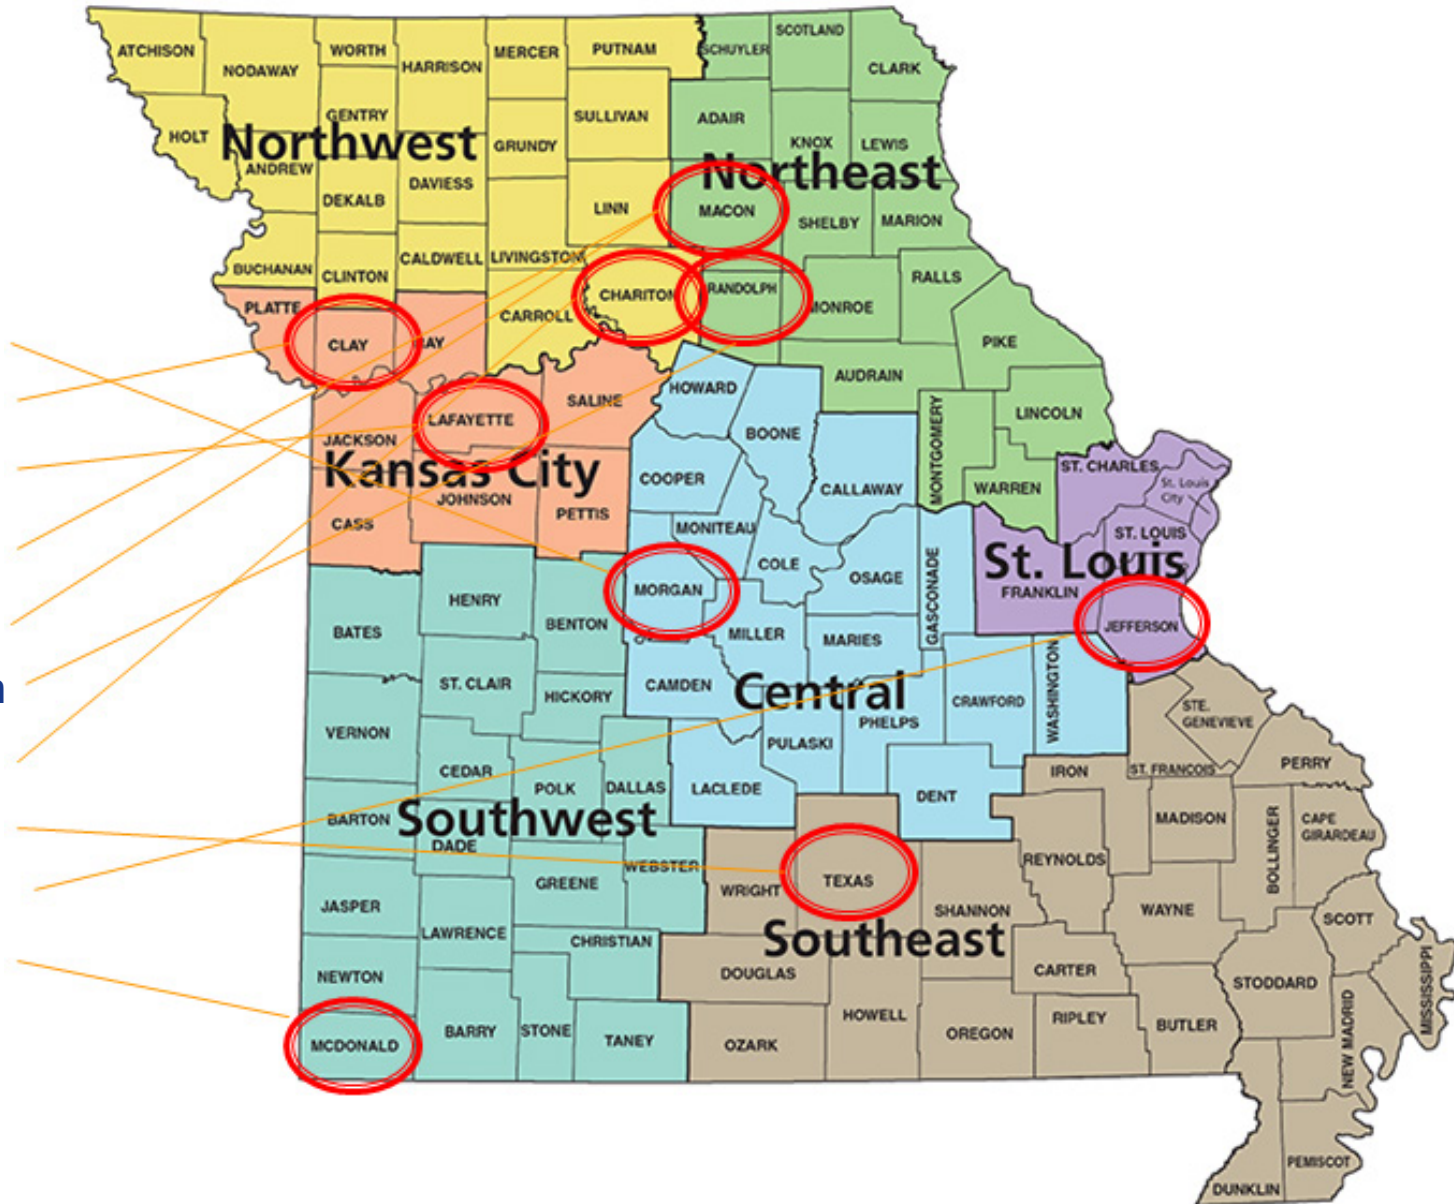 ATCHISON
NODAWAY
WORTH
HARRISON
MERCER
PUTNAM
SCHUYLER
SCOTLAND
CLARK
HOLT
GENTRY
SULLIVAN
ADAIR
KNOX
LEWIS
Northwest
GRUNDY
Northeast
ANDREW
DEKALB
DAVIESS
LINN
MACON
SHELBY
MARION
BUCHANAN
CLINTON
CALDWELL
LIVINGSTON
CHARITON
RANDOLPH
MONROE
RALLS
PLATTE
CLAY
AY
CARROLL
PIKE
AUDRAIN
HOWARD
BOONE
LINCOLN
LAFAYETTE
SALINE
JACKSON
Kansas City
COOPER
CALLAWAY
MONTGOMERY
WARREN
ST. CHARLES
St. Louis
City
JOHNSON
PETTIS
CASS
MONITEAU
COLE
OSAGE
GASCONADE
ST. LOUIS
St. Louis
FRANKLIN
JEFFERSON
HENRY
BENTON
MORGAN
MILLER
MARIES
BATES
ST. CLAIR
HICKORY
CAMDEN
Central
PHELPS
CRAWFORD
WASHINGTON
STE.
GENEVIEVE
n
VERNON
CEDAR
POLK
DALLAS
PULASKI
LACLEDE
DENT
IRON
ST. FRANCOIS
PERRY
BARTON
Southwest
DADE
GREENE
WEBSTER
WRIGHT
TEXAS
REYNOLDS
MADISON
BOLLINGER
CAPE
GIRARDEAU
JASPER
LAWRENCE
CHRISTIAN
SHANNON
WAYNE
SCOTT
Southeast
NEWTON
DOUGLAS
CARTER
STODDARD
MISSISSIPPI
MCDONALD
BARRY
STONE
TANEY
OZARK
HOWELL
OREGON
RIPLEY
BUTLER
NEW MADRID
DUNKLIN
PEMISCOT